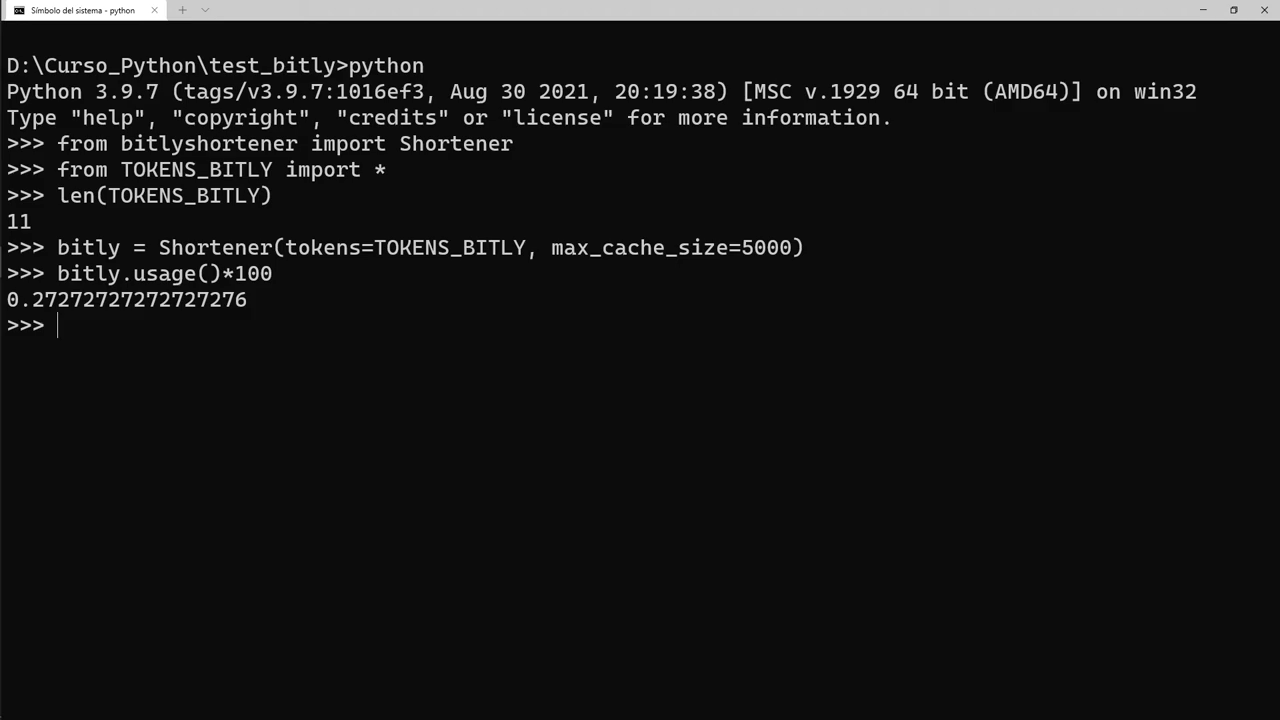 Símbolo del sistema - python
D:\Curso_Python\test_bitly>python
Python 3.9.7 (tags/v3.9.7:1016ef3, Aug 30 2021, 20:19:38) [MSC v.1929 64 bit (AMD64)] on win32
Type "help", "copyright", "credits" or "license" for more information.
>>> from bitlyshortener import Shortener
>>> from TOKENS_BITLY import *
>>> len(TOKENS_BITLY)
11
>>> bitly = Shortener(tokens=TOKENS_BITLY, max_cache_size=5000)
>>> bitly.usage()*100
0.27272727272727276
>>>